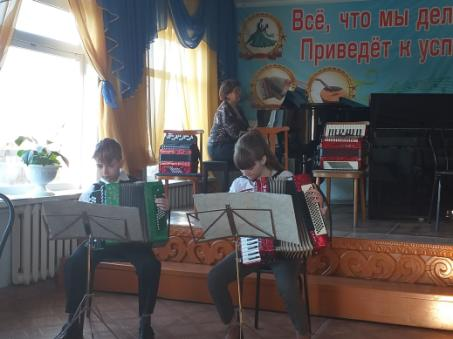 Всё, что мы дел
Приведёт к усп